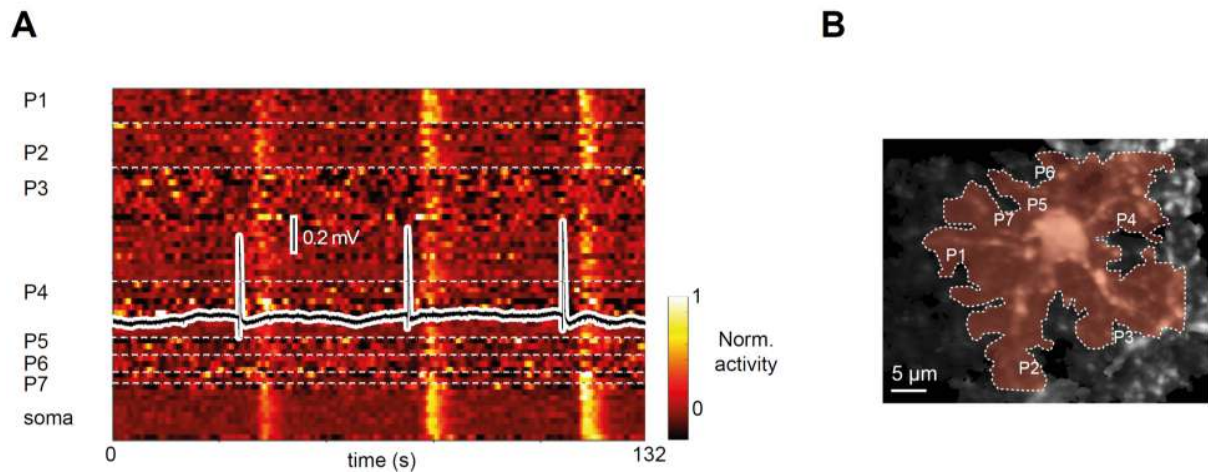 A
B
P1
P2
P3
P4
P5
P6
P7
soma
0.2 mV
0
time (s)
132
1
Norm.
activity
0
P6
P5
P4
P7
P1
P3
P2
5 µm